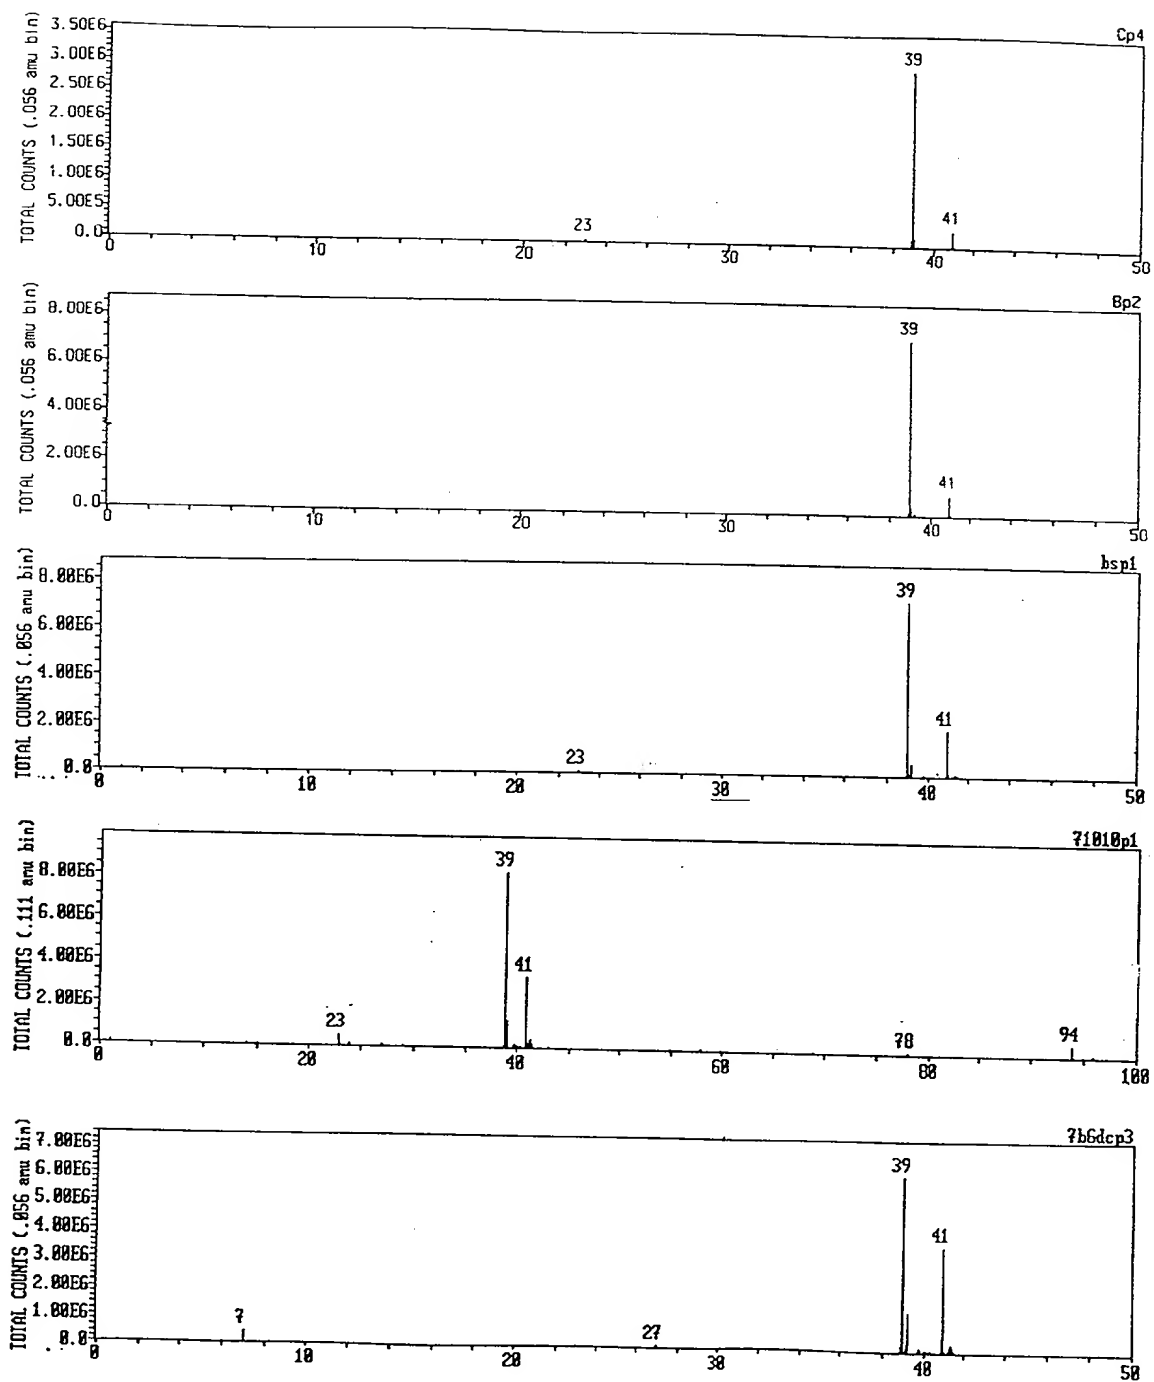 Cp4
TOTAL COUNTS (.056 amu bin)
3.50E6
3.00E6
2.50E6
2.00E6
1.50E6
1.00E6
5.00E5
0.0
39
23
41
0 10 20 30 40 50
Bp2
TOTAL COUNTS (.056 amu bin)
8.00E6
6.00E6
4.00E6
2.00E6
0.0
39
41
0 10 20 30 40 50
bsp1
TOTAL COUNTS (.056 amu bin)
8.00E6
6.00E6
4.00E6
2.00E6
0.0
39
41
23
0 10 20 30 40 50
71010p1
TOTAL COUNTS (.111 amu bin)
8.00E6
6.00E6
4.00E6
2.00E6
0.0
39
41
23
78
94
0 20 40 60 80 100
7b6dcp3
TOTAL COUNTS (.056 amu bin)
7.00E6
6.00E6
5.00E6
4.00E6
3.00E6
2.00E6
1.00E6
0.0
39
41
7
27
0 10 20 30 40 50